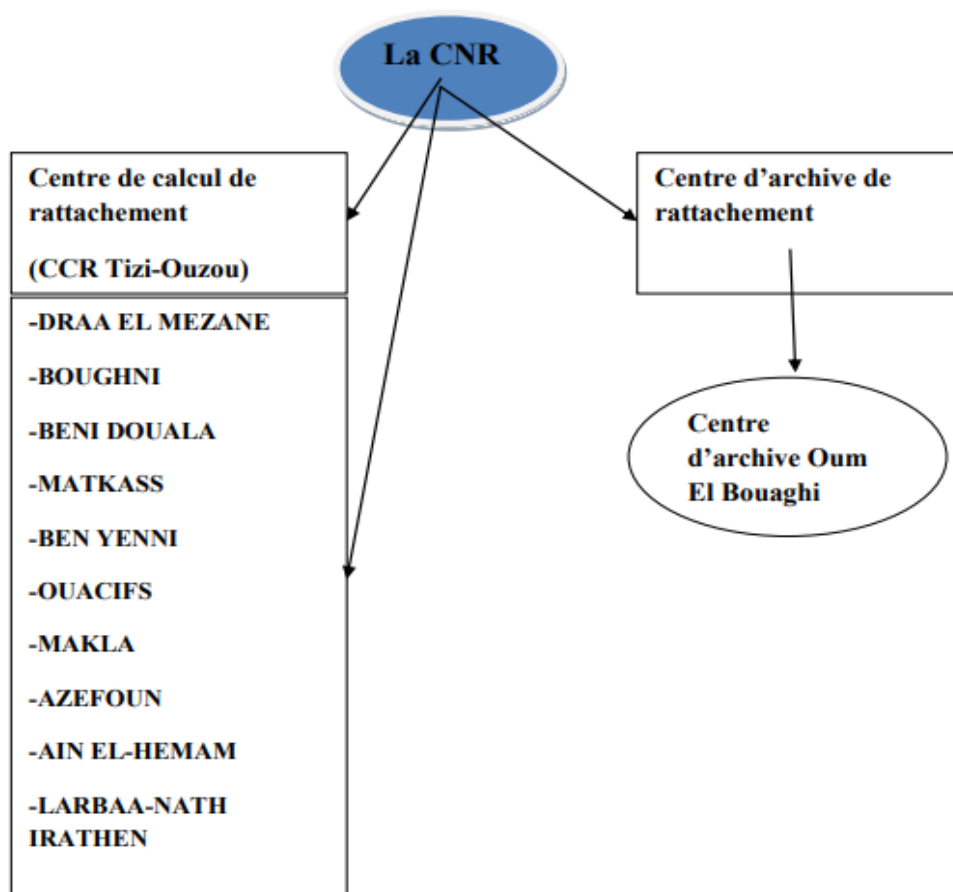 La CNR
Centre de calcul de
rattachement
(CCR Tizi-Ouzou)
-DRAA EL MEZANE
-BOUGHNI
-BENI DOUALA
-MATKASS
-BEN YENNI
-OUACIFS
-MAKLA
-AZEFOUN
-AIN EL-HEMAM
-LARBAA-NATH
IRATHEN
Centre d’archive de
rattachement
Centre
d’archive Oum
El Bouaghi